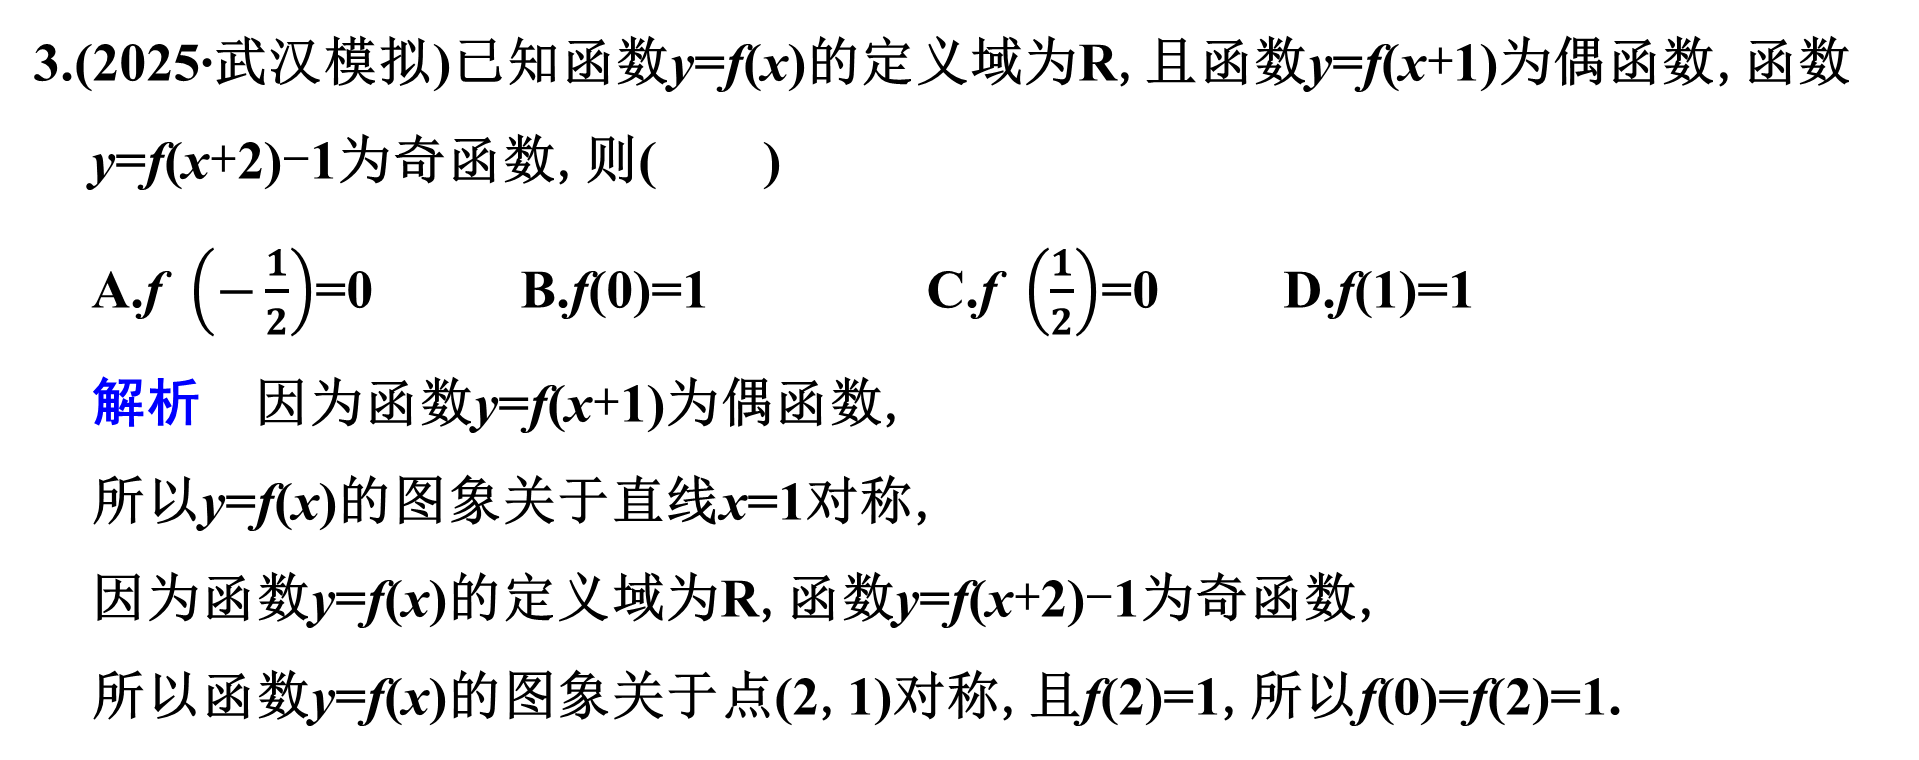 3.(2025·武汉模拟)已知函数y=f(x)的定义域为R,且函数y=f(x+1)为偶函数,函数
y=f(x+2)−1为奇函数,则(　　)
A.f(−1/2)=0　B.f(0)=1　C.f(1/2)=0　D.f(1)=1
解析　因为函数y=f(x+1)为偶函数,
所以y=f(x)的图象关于直线x=1对称,
因为函数y=f(x)的定义域为R,函数y=f(x+2)−1为奇函数,
所以函数y=f(x)的图象关于点(2,1)对称,且f(2)=1,所以f(0)=f(2)=1.